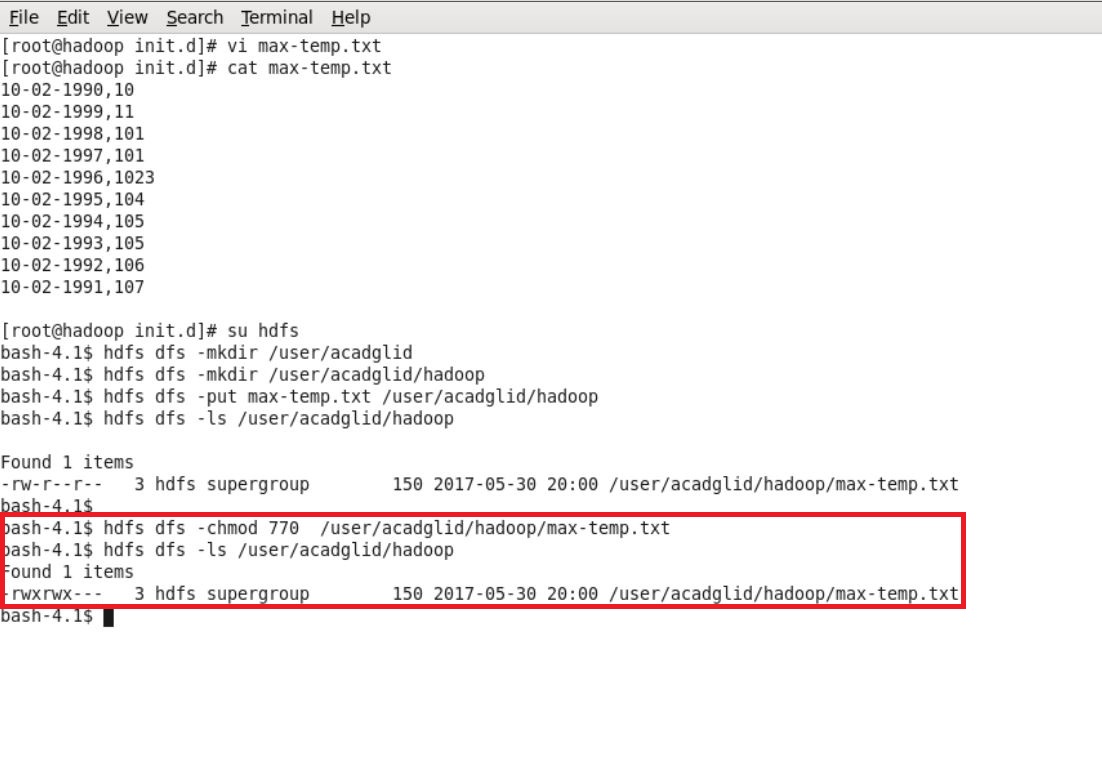 File Edit View Search Terminal Help
[root@hadoop init.d]# vi max-temp.txt
[root@hadoop init.d]# cat max-temp.txt
10-02-1990,10
10-02-1999,11
10-02-1998,101
10-02-1997,101
10-02-1996,1023
10-02-1995,104
10-02-1994,105
10-02-1993,105
10-02-1992,106
10-02-1991,107
[root@hadoop init.d]# su hdfs
bash-4.1$ hdfs dfs -mkdir /user/acadglid
bash-4.1$ hdfs dfs -mkdir /user/acadglid/hadoop
bash-4.1$ hdfs dfs -put max-temp.txt /user/acadglid/hadoop
bash-4.1$ hdfs dfs -ls /user/acadglid/hadoop
Found 1 items
-rw-r--r--   3 hdfs supergroup        150 2017-05-30 20:00 /user/acadglid/hadoop/max-temp.txt
bash-4.1$
bash-4.1$ hdfs dfs -chmod 770  /user/acadglid/hadoop/max-temp.txt
bash-4.1$ hdfs dfs -ls /user/acadglid/hadoop
Found 1 items
-rwxrwx---   3 hdfs supergroup        150 2017-05-30 20:00 /user/acadglid/hadoop/max-temp.txt
bash-4.1$